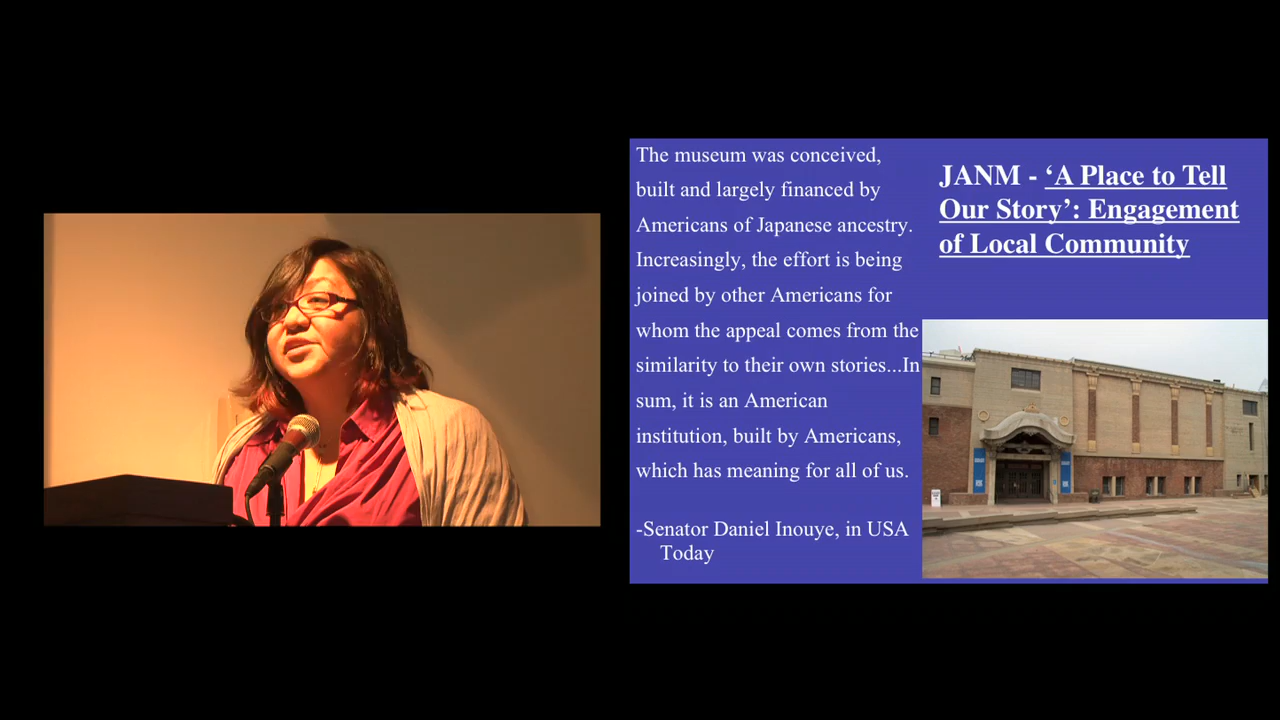 The museum was conceived,
built and largely financed by
Americans of Japanese ancestry.
Increasingly, the effort is being
joined by other Americans for
whom the appeal comes from the
similarity to their own stories...In
sum, it is an American
institution, built by Americans,
which has meaning for all of us.
-Senator Daniel Inouye, in USA
Today
JANM - ‘A Place to Tell
Our Story’: Engagement
of Local Community